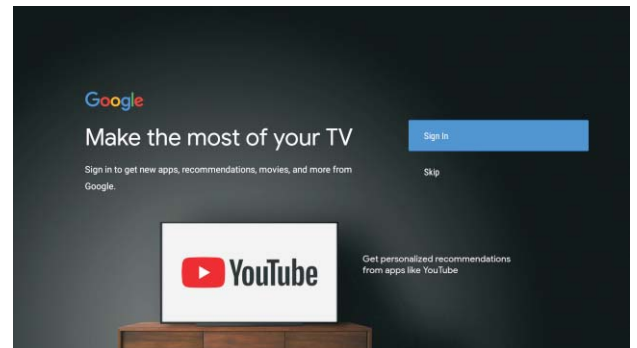 Google
Make the most of your TV
Sign in to get new apps, recommendations, movies, and more from
Google.
Sign In
Skip
YouTube
Get personalized recommendations
from apps like YouTube